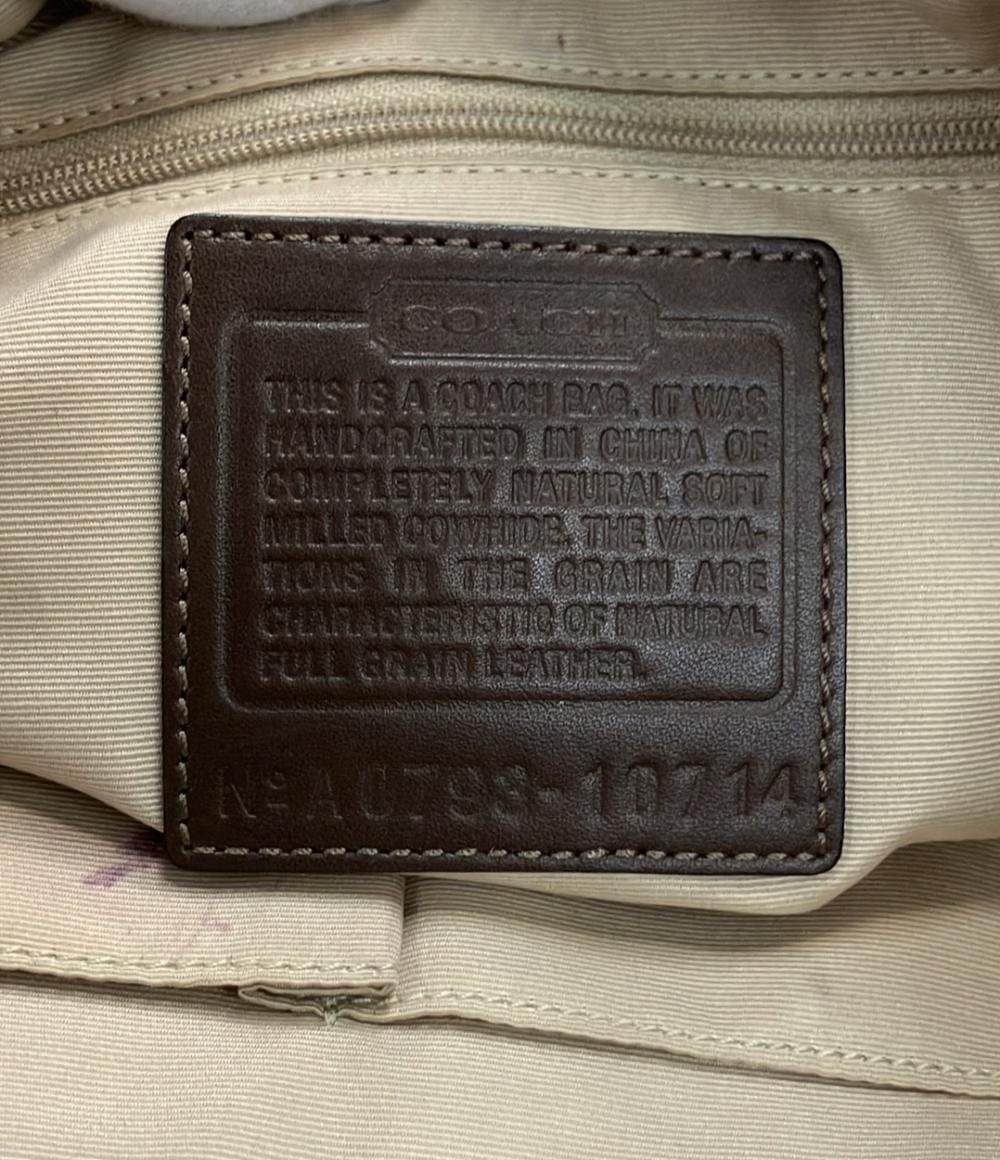 COACH
THIS IS A COACH BAG. IT WAS
HANDCRAFTED IN CHINA OF
COMPLETELY NATURAL SOFT
MILLED COWHIDE. THE VARIA-
TIONS IN THE GRAIN ARE
CHARACTERISTIC OF NATURAL
FULL GRAIN LEATHER.
Nº A0793-10714